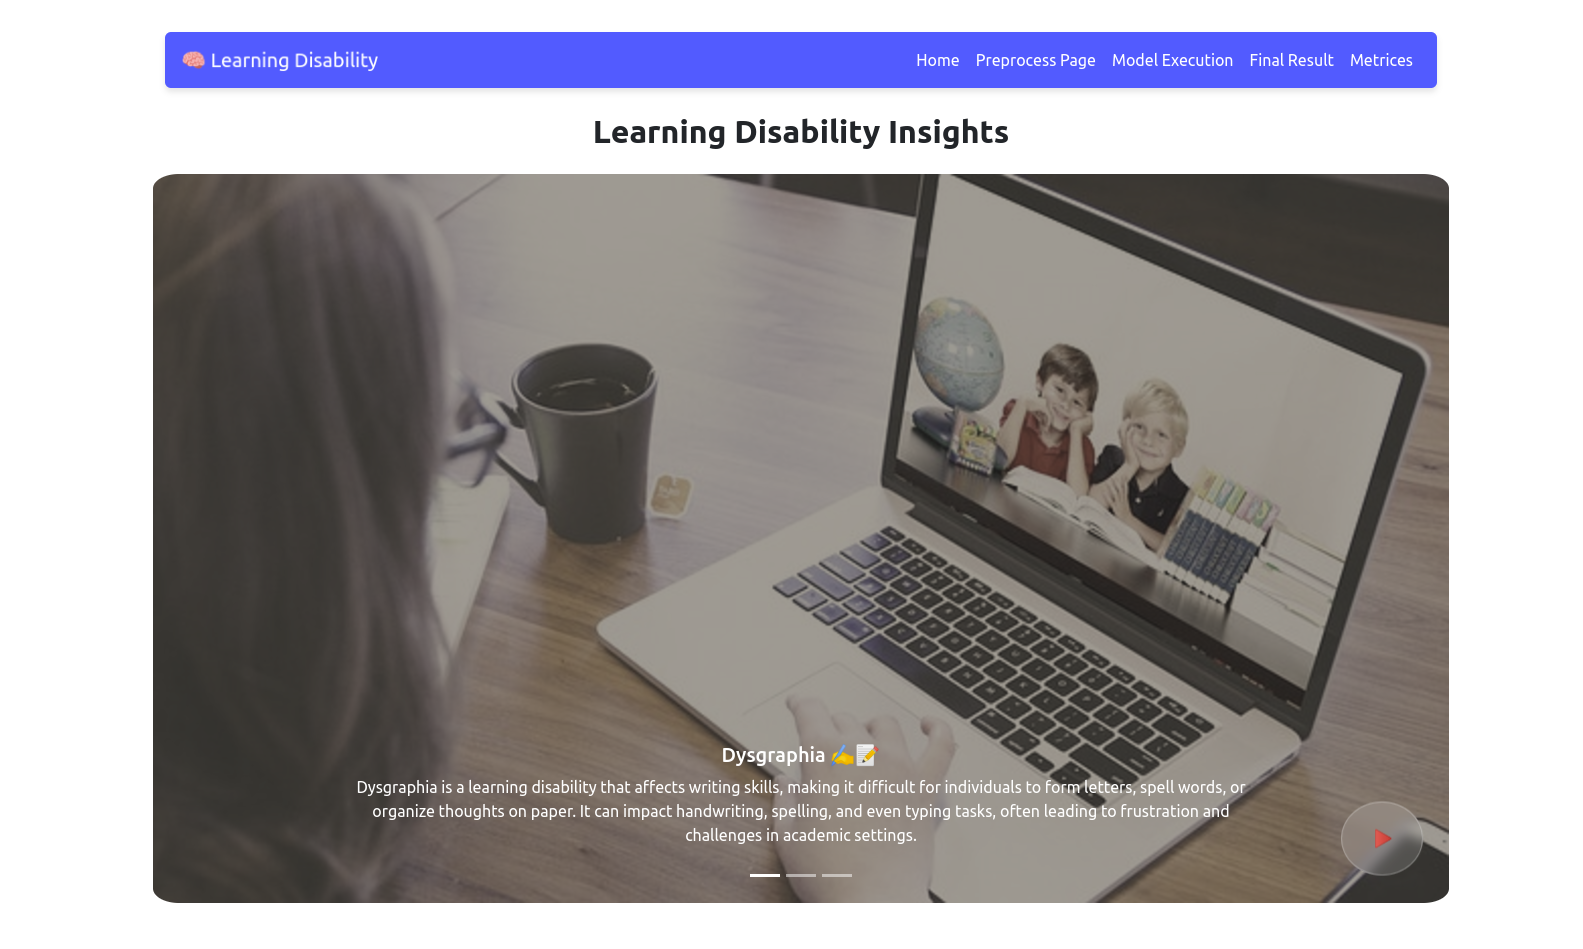 🧠 Learning Disability
Home Preprocess Page Model Execution Final Result Metrices
Learning Disability Insights
Dysgraphia ✍️📝
Dysgraphia is a learning disability that affects writing skills, making it difficult for individuals to form letters, spell words, or
organize thoughts on paper. It can impact handwriting, spelling, and even typing tasks, often leading to frustration and
challenges in academic settings.